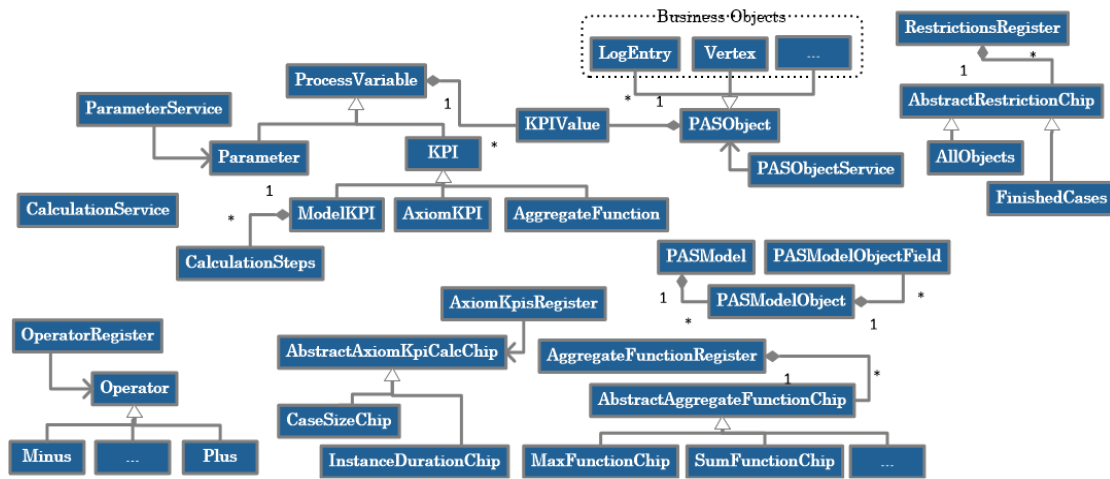 Business Objects
LogEntry
Vertex
...
RestrictionsRegister
*
1
ProcessVariable
1
*
1
AbstractRestrictionChip
ParameterService
KPIValue
PASObject
Parameter
KPI
*
AllObjects
PASObjectService
1
FinishedCases
CalculationService
*
ModelKPI
AxiomKPI
AggregateFunction
CalculationSteps
PASModel
PASModelObjectField
1
PASModelObject
*
*
1
AxiomKpisRegister
OperatorRegister
AbstractAxiomKpiCalcChip
AggregateFunctionRegister
1
*
Operator
AbstractAggregateFunctionChip
CaseSizeChip
Minus
...
Plus
InstanceDurationChip
MaxFunctionChip
SumFunctionChip
...